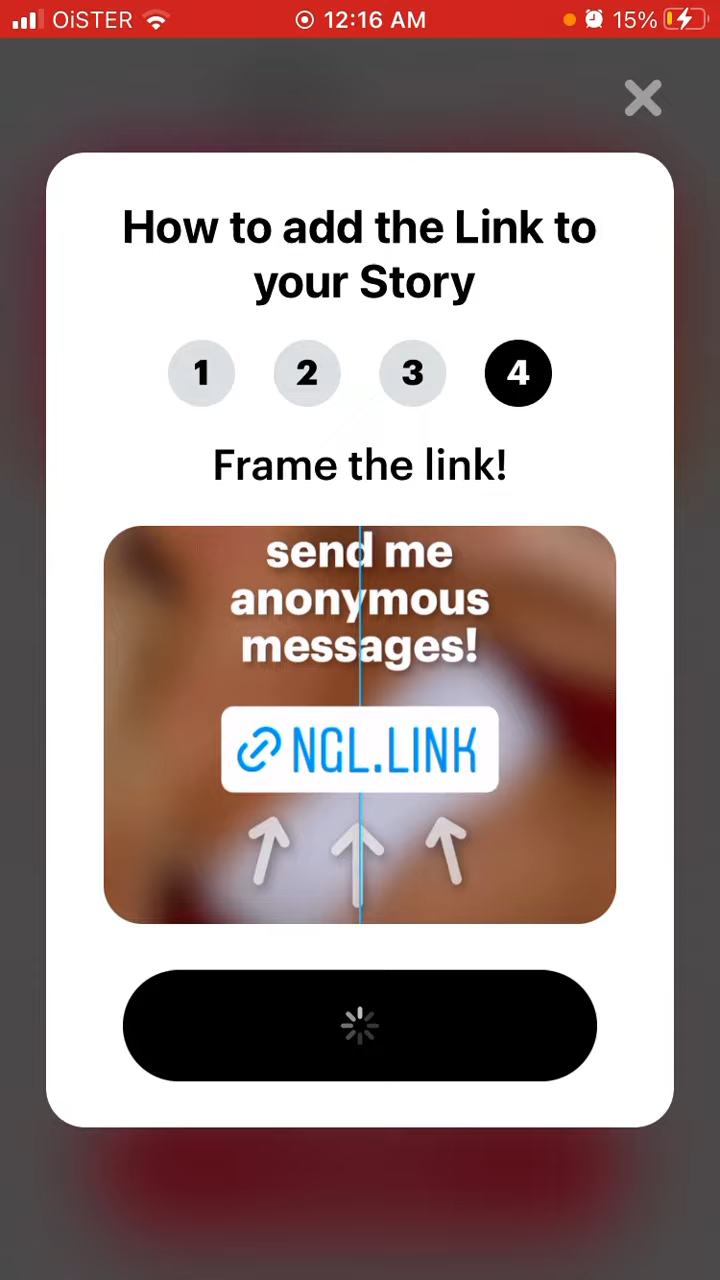 OiSTER 12:16 AM 15%
How to add the Link to
your Story
1 2 3 4
Frame the link!
send me
anonymous
messages!
NGL.LINK